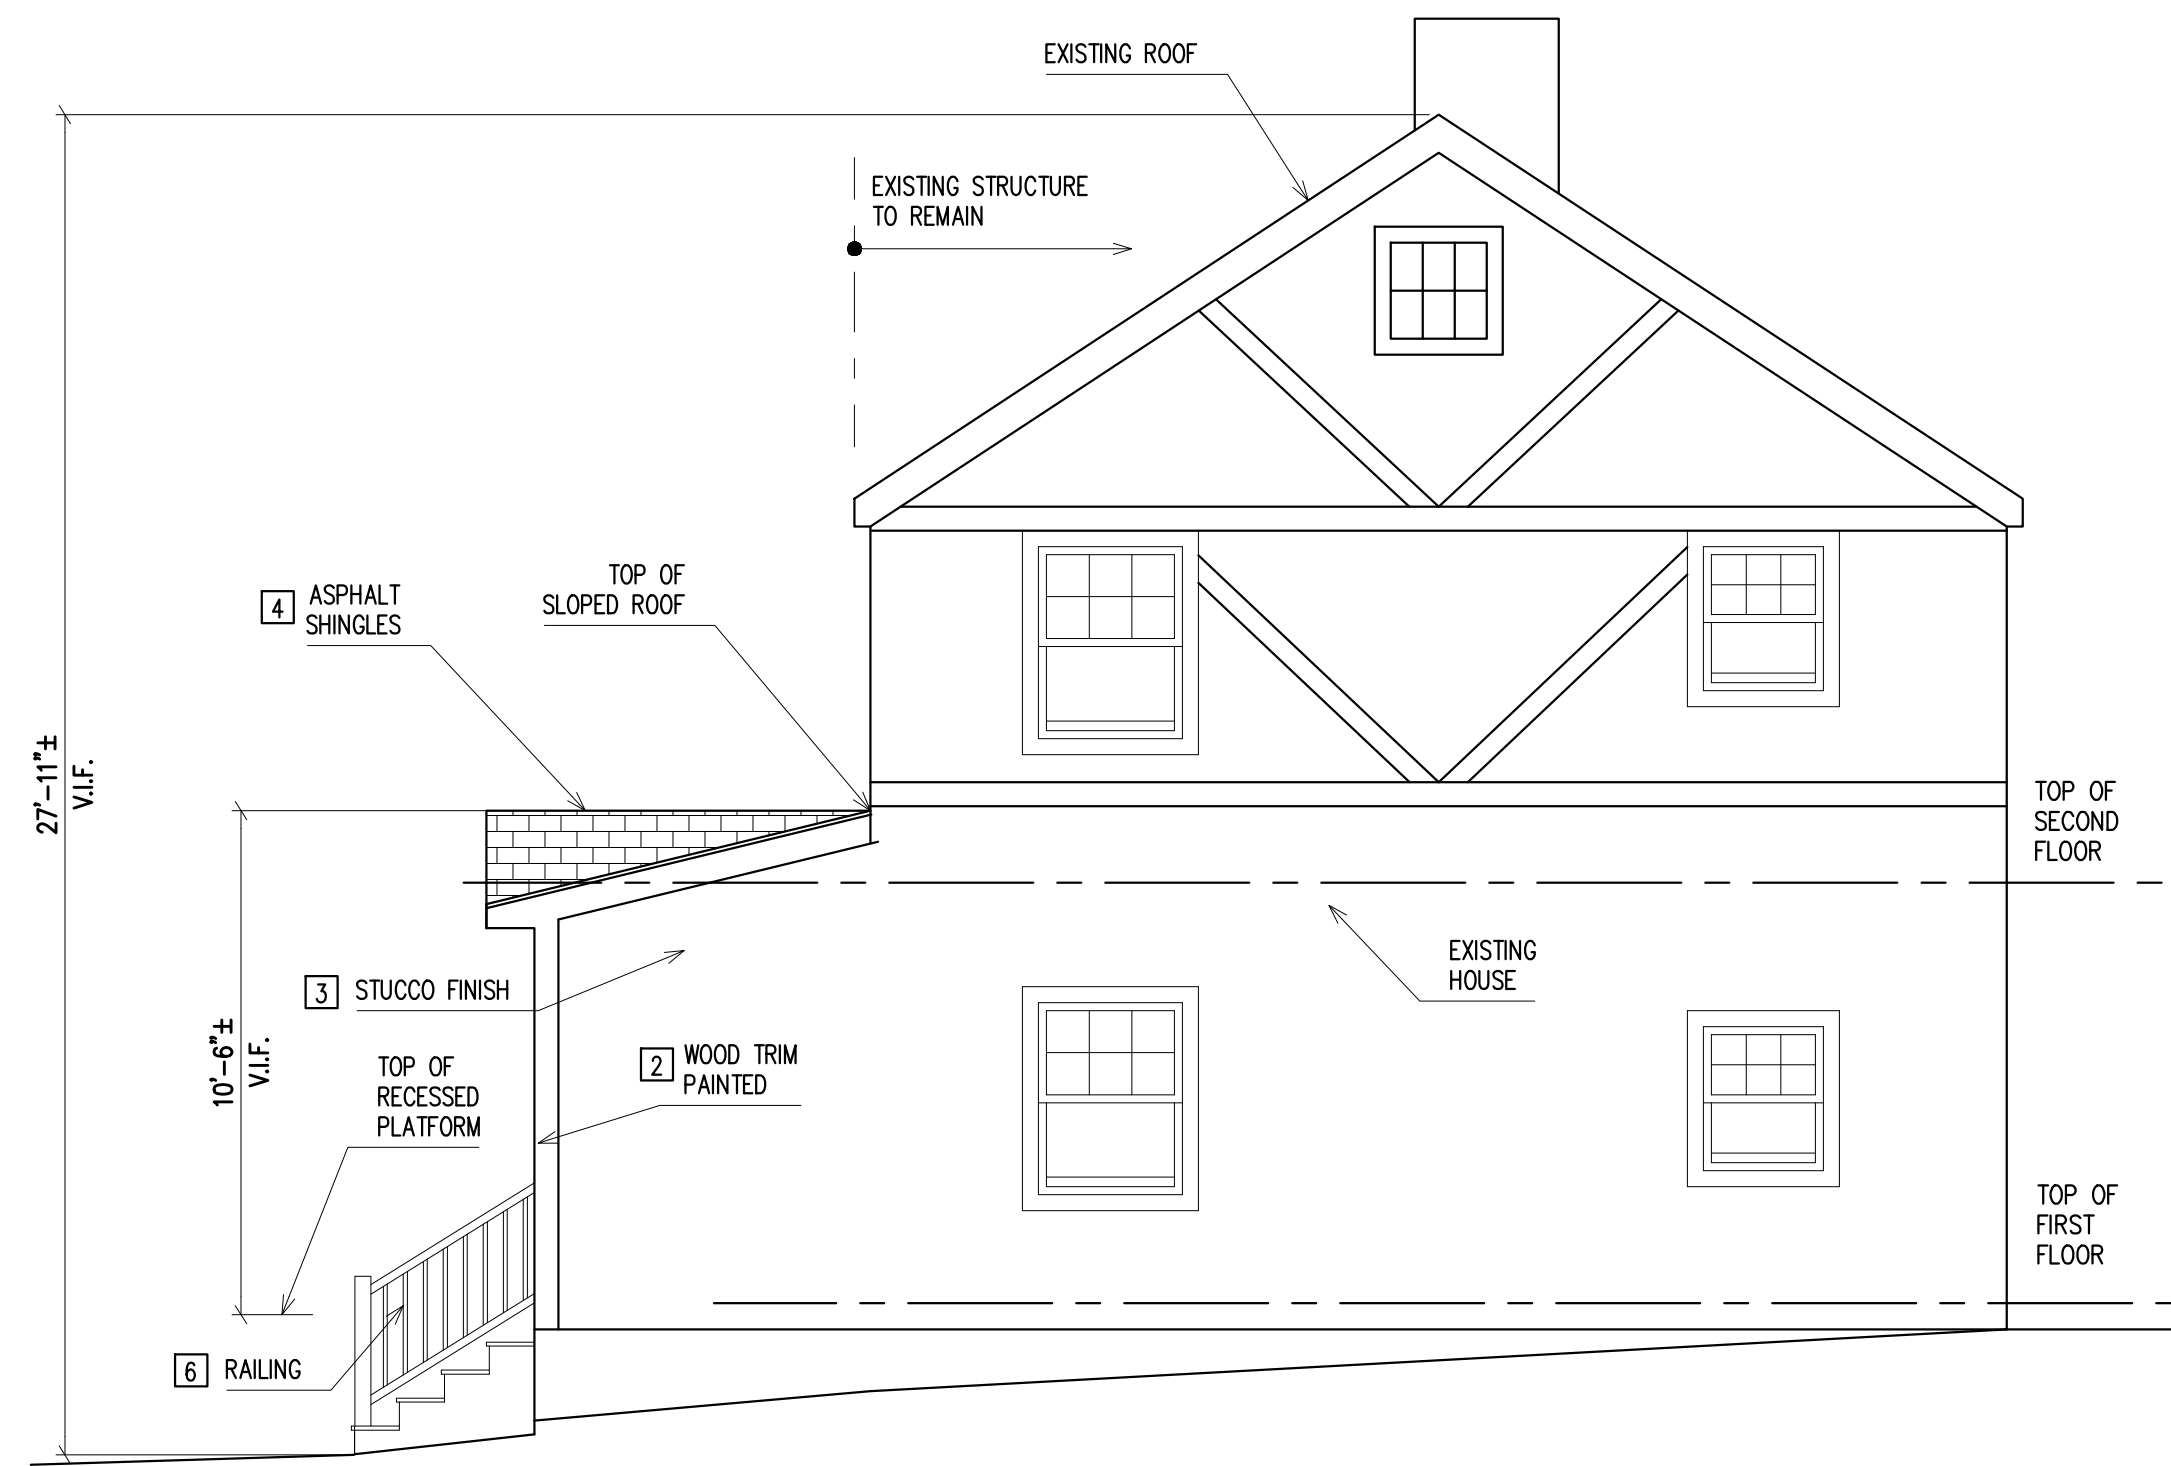 EXISTING ROOF
EXISTING STRUCTURE
TO REMAIN
TOP OF
SLOPED ROOF
4 ASPHALT
SHINGLES
27'-11"±
V.I.F.
TOP OF
SECOND
FLOOR
EXISTING
HOUSE
3 STUCCO FINISH
10'-6"±
V.I.F.
2 WOOD TRIM
PAINTED
TOP OF
RECESSED
PLATFORM
TOP OF
FIRST
FLOOR
6 RAILING